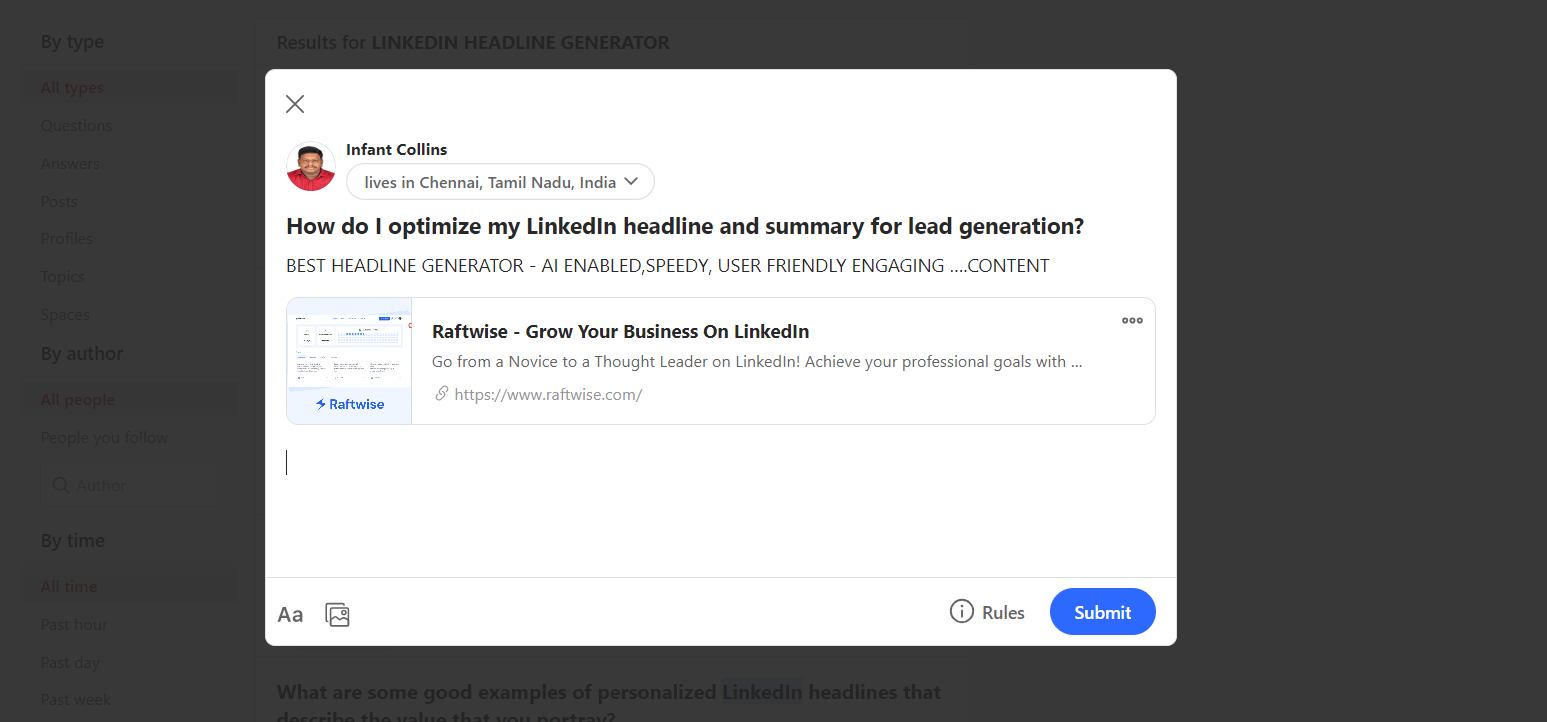 By type
All types
Questions
Answers
Posts
Profiles
Topics
Spaces
By author
All people
People you follow
Author
By time
All time
Past hour
Past day
Past week
Results for LINKEDIN HEADLINE GENERATOR
Infant Collins
lives in Chennai, Tamil Nadu, India
How do I optimize my LinkedIn headline and summary for lead generation?
BEST HEADLINE GENERATOR - AI ENABLED,SPEEDY, USER FRIENDLY ENGAGING ....CONTENT
Raftwise
Raftwise - Grow Your Business On LinkedIn
Go from a Novice to a Thought Leader on LinkedIn! Achieve your professional goals with ...
https://www.raftwise.com/
Aa
Rules
Submit
What are some good examples of personalized LinkedIn headlines that
describe the value that you portray?